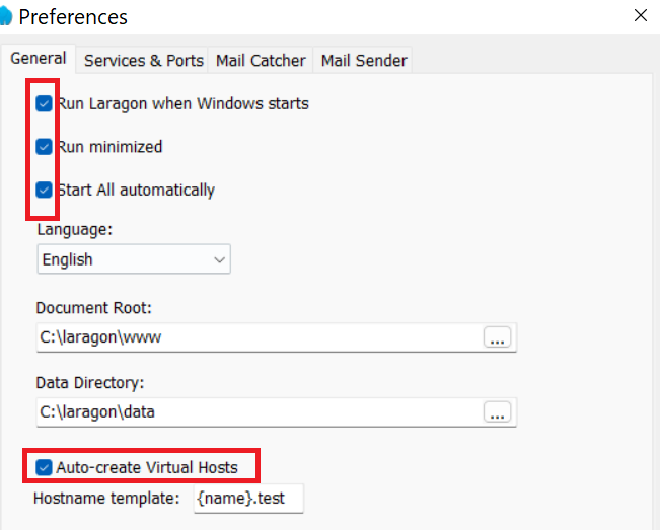 Preferences
General Services & Ports Mail Catcher Mail Sender
Run Laragon when Windows starts
Run minimized
Start All automatically
Language:
English
Document Root:
C:\laragon\www
...
Data Directory:
C:\laragon\data
...
Auto-create Virtual Hosts
Hostname template: {name}.test